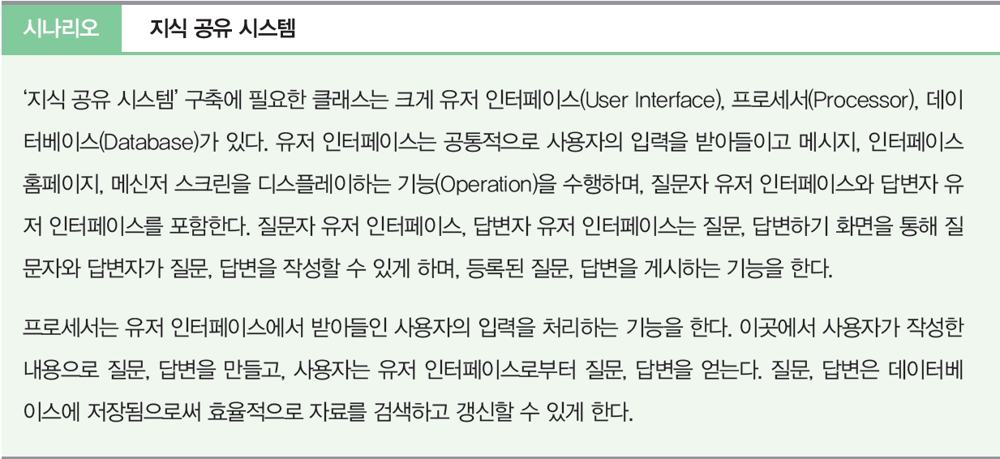 시나리오 지식 공유 시스템
‘지식 공유 시스템’ 구축에 필요한 클래스는 크게 유저 인터페이스(User Interface), 프로세서(Processor), 데이
터베이스(Database)가 있다. 유저 인터페이스는 공통적으로 사용자의 입력을 받아들이고 메시지, 인터페이스
홈페이지, 메신저 스크린을 디스플레이하는 기능(Operation)을 수행하며, 질문자 유저 인터페이스와 답변자 유
저 인터페이스를 포함한다. 질문자 유저 인터페이스, 답변자 유저 인터페이스는 질문, 답변하기 화면을 통해 질
문자와 답변자가 질문, 답변을 작성할 수 있게 하며, 등록된 질문, 답변을 게시하는 기능을 한다.
프로세서는 유저 인터페이스에서 받아들인 사용자의 입력을 처리하는 기능을 한다. 이곳에서 사용자가 작성한
내용으로 질문, 답변을 만들고, 사용자는 유저 인터페이스로부터 질문, 답변을 얻는다. 질문, 답변은 데이터베
이스에 저장됨으로써 효율적으로 자료를 검색하고 갱신할 수 있게 한다.